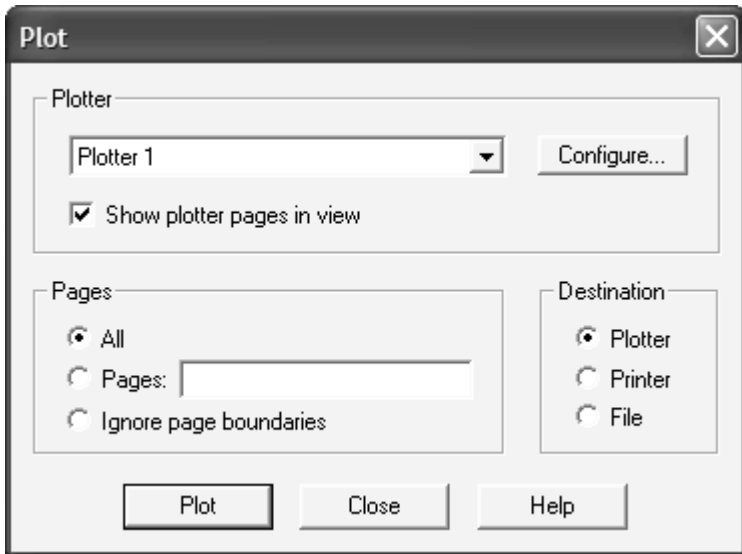 Plot
Plotter
Plotter 1
Configure...
Show plotter pages in view
Pages
All
Pages:
Ignore page boundaries
Destination
Plotter
Printer
File
Plot
Close
Help